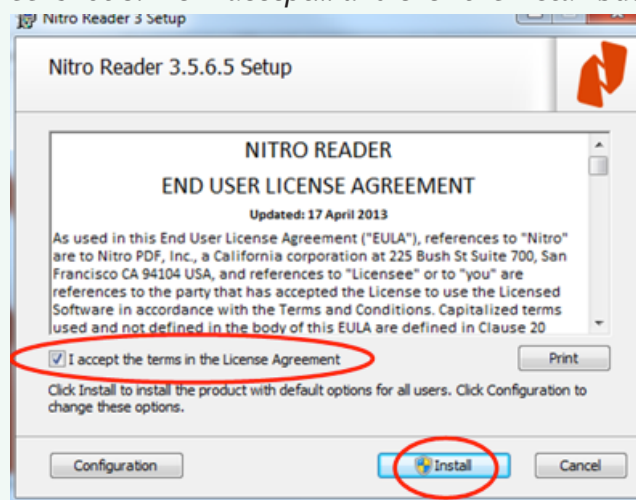 Nitro Reader 3 Setup
Nitro Reader 3.5.6.5 Setup
NITRO READER
END USER LICENSE AGREEMENT
Updated: 17 April 2013
As used in this End User License Agreement ("EULA"), references to "Nitro"
are to Nitro PDF, Inc., a California corporation at 225 Bush St Suite 700, San
Francisco CA 94104 USA, and references to "Licensee" or to "you" are
references to the party that has accepted the License to use the Licensed
Software in accordance with the Terms and Conditions. Capitalized terms
used and not defined in the body of this EULA are defined in Clause 20
I accept the terms in the License Agreement
Print
Click Install to install the product with default options for all users. Click Configuration to
change these options.
Configuration
Install
Cancel